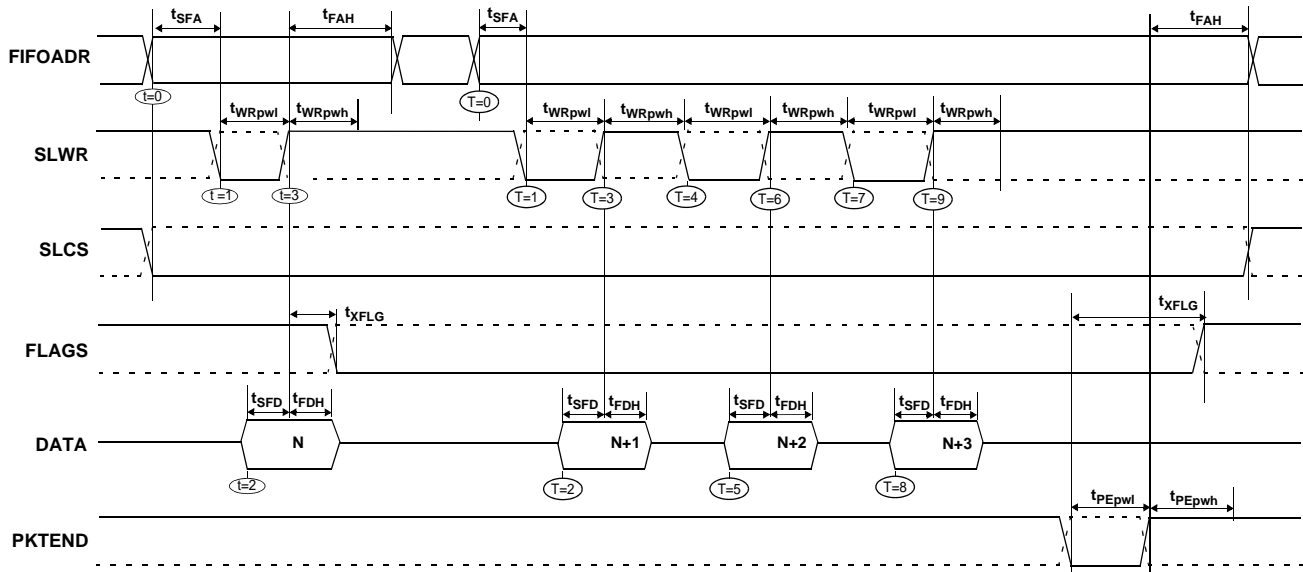 tSFA tFAH tSFA tFAH
FIFOADR
t=0 T=0
tWRpwl tWRpwh tWRpwl tWRpwh tWRpwl tWRpwh tWRpwl tWRpwh
SLWR
t=1 t=3 T=1 T=3 T=4 T=6 T=7 T=9
SLCS
tXFLG tXFLG
FLAGS
tSFD tFDH tSFD tFDH tSFD tFDH tSFD tFDH
DATA N N+1 N+2 N+3
t=2 T=2 T=5 T=8
tPEpwl tPEpwh
PKTEND